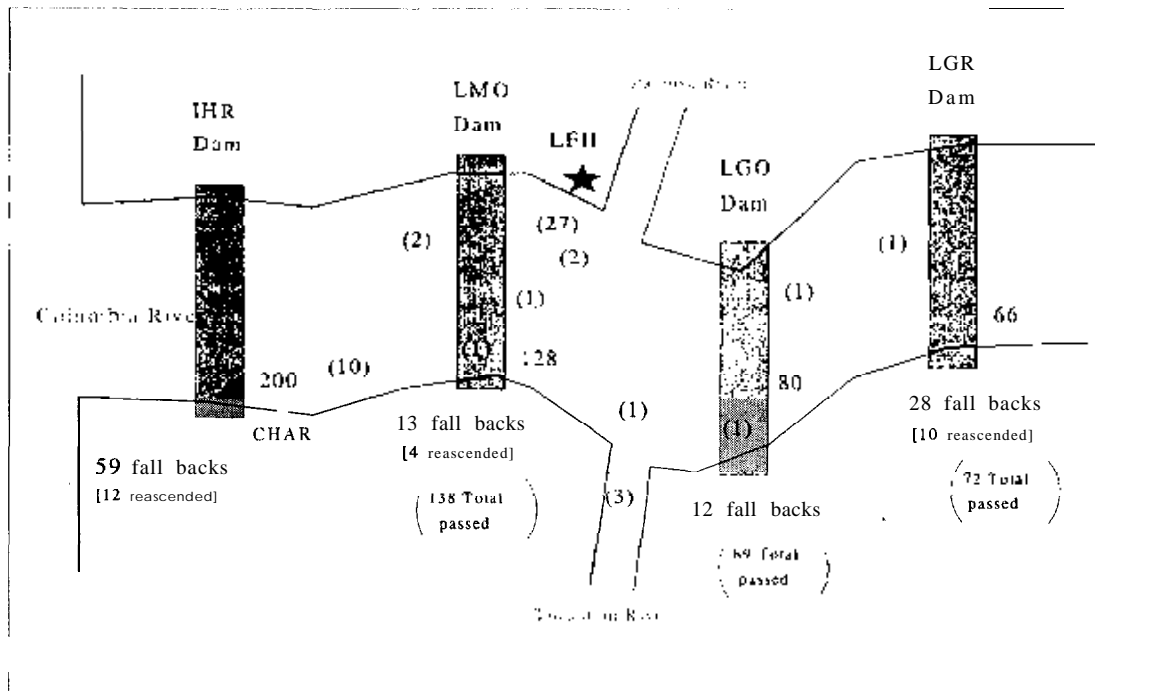 LGR
Dam
LMO
Dam
IHR
Dam
LFH
LGO
Dam
(27)
(2)
(2)
(1)
(1)
(1)
Columbia River
66
(1)
128
200
(10)
80
(1)
(1)
CHAR
13 fall backs
[4 reascended]
28 fall backs
[10 reascended]
59 fall backs
[12 reascended]
138 Total
passed
(3)
72 Total
passed
12 fall backs
Total
passed